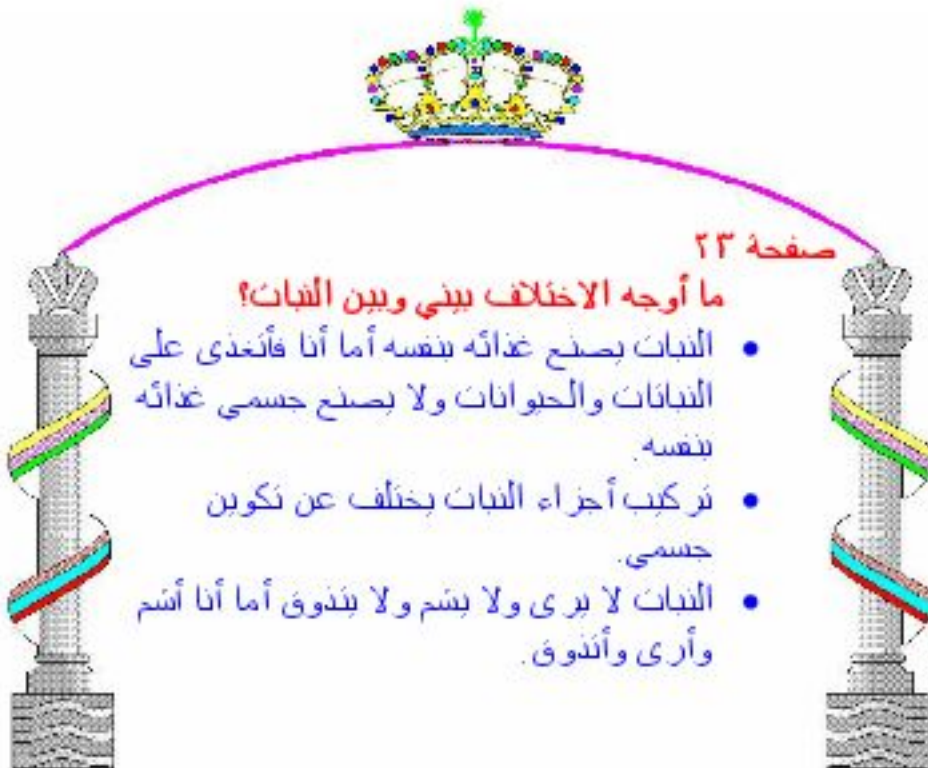 صفحة ٢٣
ما أوجه الاختلاف بيني وبين النبات؟
• النبات يصنع غذائه بنفسه أما أنا فأتغذى على
النباتات والحيوانات ولا يصنع جسمي غذائه
بنفسه.
• تركيب أجزاء النبات يختلف عن تكوين
جسمي.
• النبات لا يرى ولا يشم ولا يتذوق أما أنا أشم
وأرى وأتذوق.